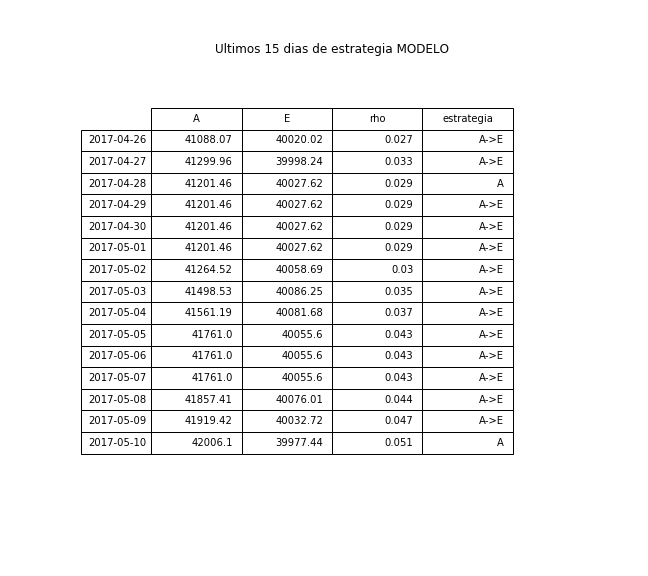 Ultimos 15 dias de estrategia MODELO
A E rho estrategia
2017-04-26 41088.07 40020.02 0.027 A->E
2017-04-27 41299.96 39998.24 0.033 A->E
2017-04-28 41201.46 40027.62 0.029 A
2017-04-29 41201.46 40027.62 0.029 A->E
2017-04-30 41201.46 40027.62 0.029 A->E
2017-05-01 41201.46 40027.62 0.029 A->E
2017-05-02 41264.52 40058.69 0.03 A->E
2017-05-03 41498.53 40086.25 0.035 A->E
2017-05-04 41561.19 40081.68 0.037 A->E
2017-05-05 41761.0 40055.6 0.043 A->E
2017-05-06 41761.0 40055.6 0.043 A->E
2017-05-07 41761.0 40055.6 0.043 A->E
2017-05-08 41857.41 40076.01 0.044 A->E
2017-05-09 41919.42 40032.72 0.047 A->E
2017-05-10 42006.1 39977.44 0.051 A